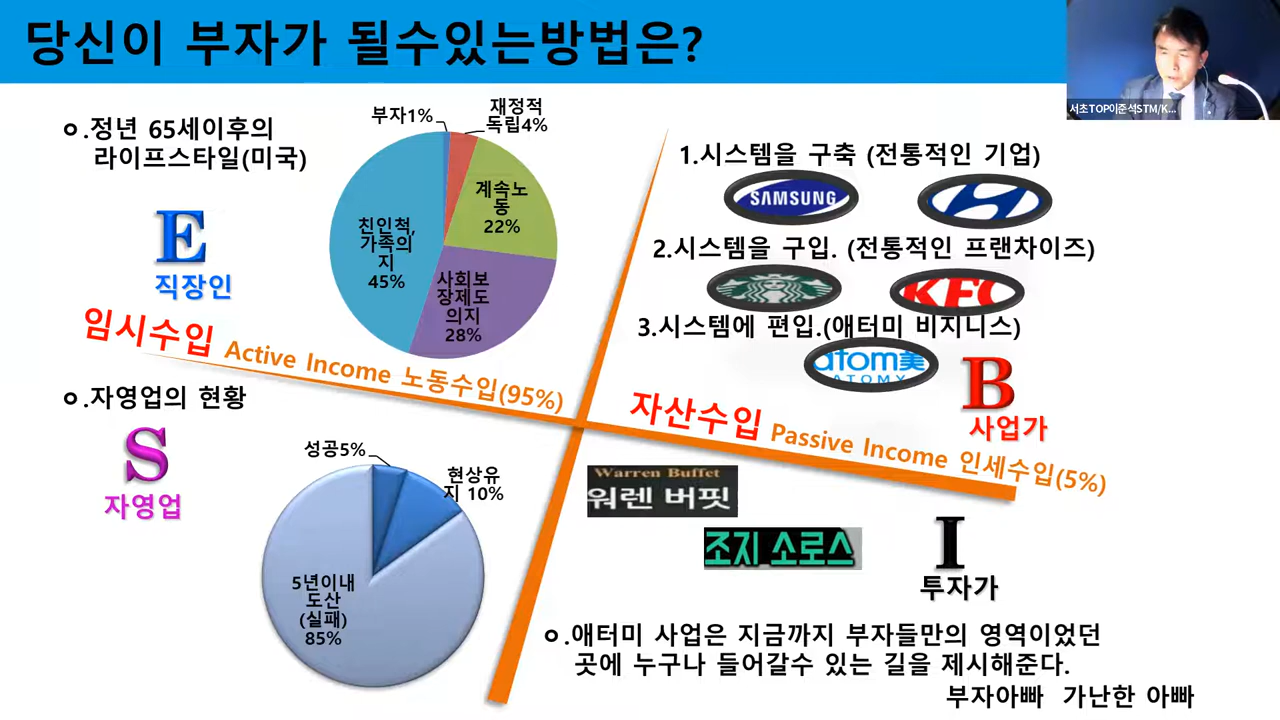 당신이 부자가 될수있는방법은?
서초TOP이준석STM/K...
ㅇ.정년 65세이후의
라이프스타일(미국)
부자1%
재정적
독립4%
계속노
동
22%
친인척,
가족의
지
45%
사회보
장제도
의지
28%
E
직장인
임시수입 Active Income 노동수입(95%)
1.시스템을 구축 (전통적인 기업)
SAMSUNG
2.시스템을 구입. (전통적인 프랜차이즈)
KFC
3.시스템에 편입.(애터미 비지니스)
atom美
ATOMY
B
사업가
자산수입 Passive Income 인세수입(5%)
ㅇ.자영업의 현황
S
자영업
성공5%
현상유
지 10%
5년이내
도산
(실패)
85%
Warren Buffet
워렌 버핏
조지 소로스
I
투자가
ㅇ.애터미 사업은 지금까지 부자들만의 영역이었던
곳에 누구나 들어갈수 있는 길을 제시해준다.
부자아빠 가난한 아빠